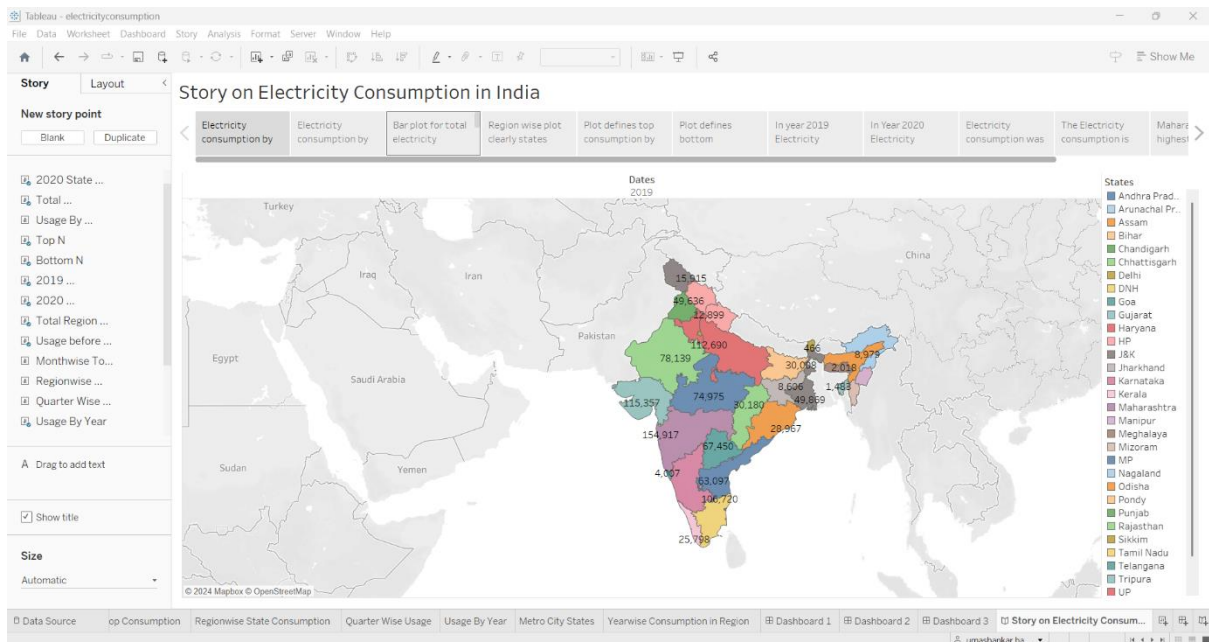 Tableau - electricityconsumption
File Data Worksheet Dashboard Story Analysis Format Server Window Help
Show Me
Story Layout
New story point
Blank Duplicate
2020 State ...
Total ...
Usage By ...
Top N
Bottom N
2019 ...
2020 ...
Total Region ...
Usage before ...
Monthwise To...
Regionwise ...
Quarter Wise ...
Usage By Year
A Drag to add text
Show title
Size
Automatic
Story on Electricity Consumption in India
Electricity
consumption by
Electricity
consumption by
Bar plot for total
electricity
Region wise plot
clearly states
Plot defines top
consumption by
Plot defines
bottom
In year 2019
Electricity
In Year 2020
Electricity
Electricity
consumption was
The Electricity
consumption is
Mahara
highest
Dates
2019
Turkey
Iraq
Iran
China
Pakistan
Egypt
Saudi Arabia
Sudan
Yemen
15,915
49,636
12,899
112,690
78,139
466
8,979
30,098
2,018
115,357
74,975
8,606
1,483
30,180
49,869
28,967
154,917
67,450
4,007
63,097
106,720
25,798
© 2024 Mapbox © OpenStreetMap
States
Andhra Prad..
Arunachal Pr..
Assam
Bihar
Chandigarh
Chhattisgarh
Delhi
DNH
Goa
Gujarat
Haryana
HP
J&K
Jharkhand
Karnataka
Kerala
Maharashtra
Manipur
Meghalaya
Mizoram
MP
Nagaland
Odisha
Pondy
Punjab
Rajasthan
Sikkim
Tamil Nadu
Telangana
Tripura
UP
Data Source op Consumption Regionwise State Consumption Quarter Wise Usage Usage By Year Metro City States Yearwise Consumption in Region Dashboard 1 Dashboard 2 Dashboard 3 Story on Electricity Consum...
umashankar.ba